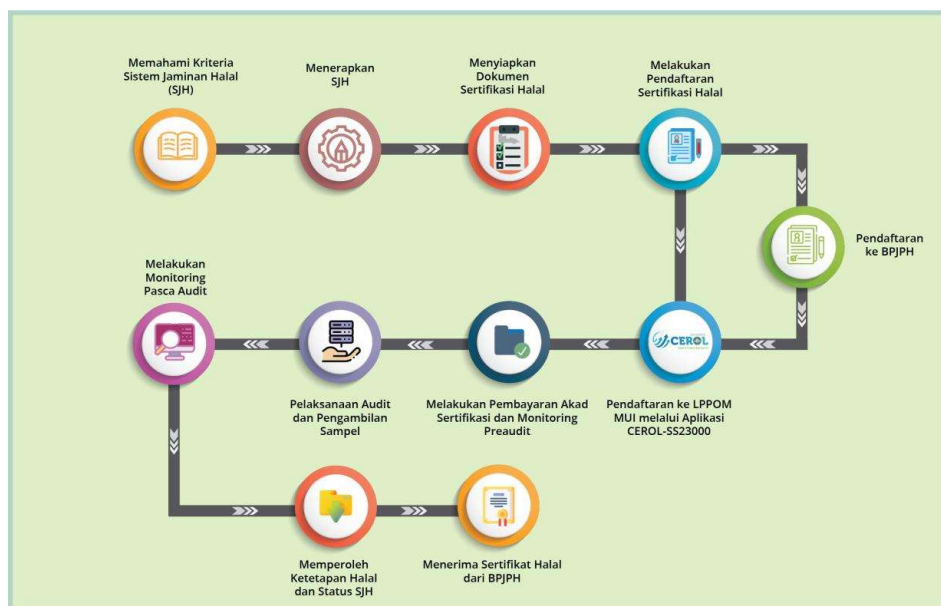 Memahami Kriteria
Sistem Jaminan Halal
(SJH)
Menerapkan
SJH
Menyiapkan
Dokumen
Sertifikasi Halal
Melakukan
Pendaftaran
Sertifikasi Halal
Pendaftaran
ke BPJPH
CEROL
Pendaftaran ke LPPOM
MUI melalui Aplikasi
CEROL-SS23000
Melakukan Pembayaran Akad
Sertifikasi dan Monitoring
Preaudit
Pelaksanaan Audit
dan Pengambilan
Sampel
Melakukan
Monitoring
Pasca Audit
Memperoleh
Ketetapan Halal
dan Status SJH
Menerima Sertifikat Halal
dari BPJPH